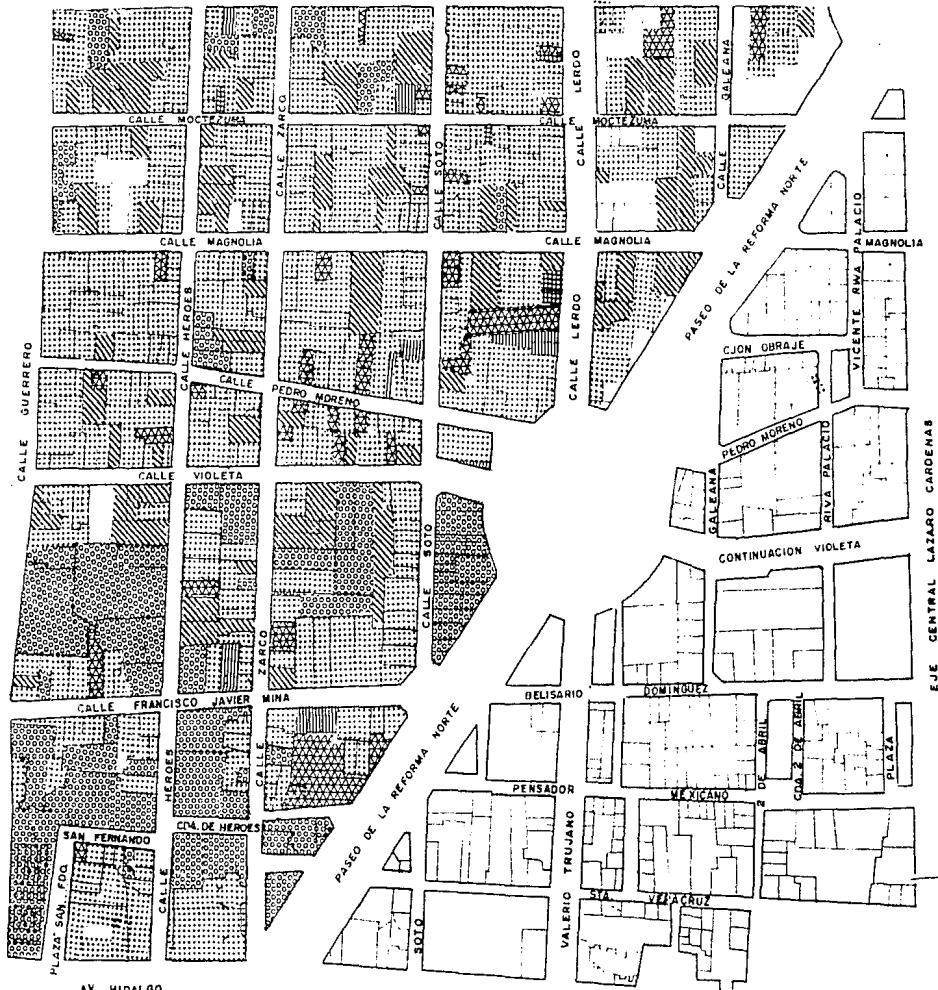 CALLE MOCTEZUMA
CALLE ZARCO
CALLE SOTO
CALLE MOCTEZUMA
CALLE LERDO
CALLE GALEANA
PASEO DE LA REFORMA NORTE
VICENTE RIVA PALACIO
CALLE MAGNOLIA
CALLE MAGNOLIA
MAGNOLIA
CALLE GUERRERO
CALLE HEROES
CALLE LERDO
CJON OBRAJE
CALLE PEDRO MORENO
PEDRO MORENO
CALLE VIOLETA
GALEANA
RIVA PALACIO
CONTINUACION VIOLETA
EJE CENTRAL LAZARO CARDENAS
CALLE SOTO
CALLE ZARCO
CALLE FRANCISCO JAVIER MINA
BELISARIO DOMINGUEZ
PASEO DE LA REFORMA NORTE
2 DE ABRIL
CDA 2 DE ABRIL
PLAZA
PENSADOR MEXICANO
CALLE HEROES
CDA. DE HEROES
SAN FERNANDO
PLAZA SAN FDO.
SOTO
VALERIO TRUJANO
STA. VERACRUZ
AV. HIDALGO